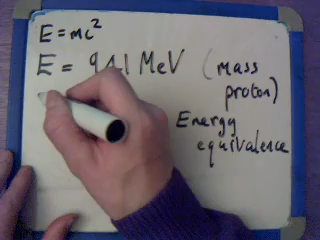 E=mc²
E = 941 MeV (mass
proton)
Energy
equivalence